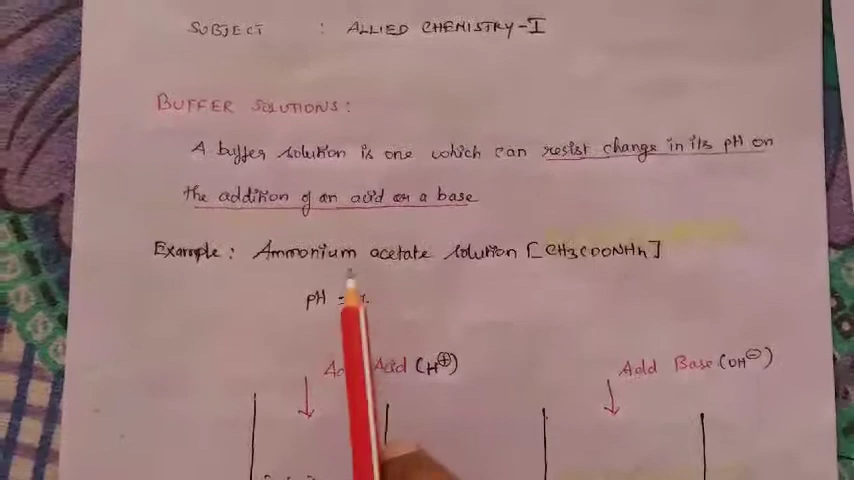 SUBJECT : ALLIED CHEMISTRY-I
BUFFER SOLUTIONS:
A buffer solution is one which can resist change in its pH on
the addition of an acid or a base
Example: Ammonium acetate solution [CH3COONH4]
pH =
Add Acid (H⊕) Add Base (OH⊖)